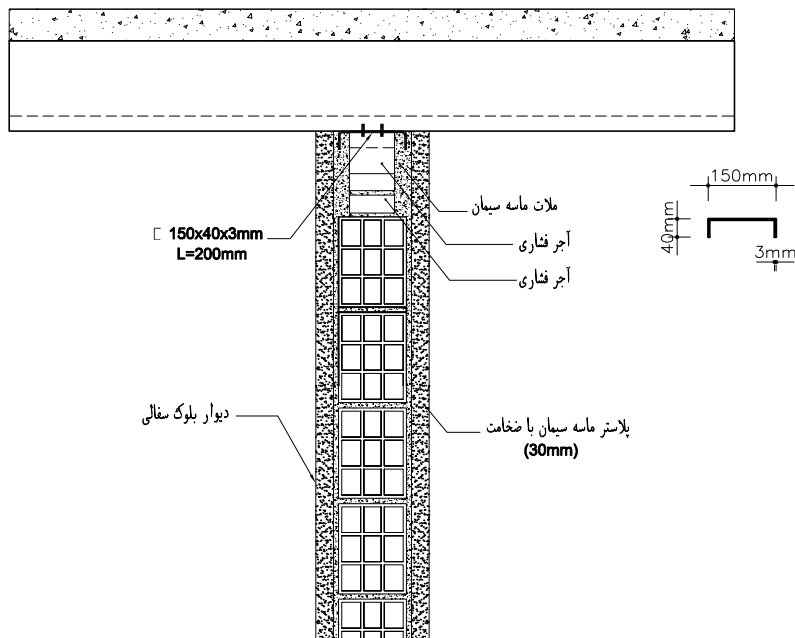 ملات ماسه سیمان
آجر فشاری
آجر فشاری
150x40x3mm
L=200mm
150mm
40mm
3mm
دیوار بلوک سفالی
پلاستر ماسه سیمان با ضخامت
(30mm)